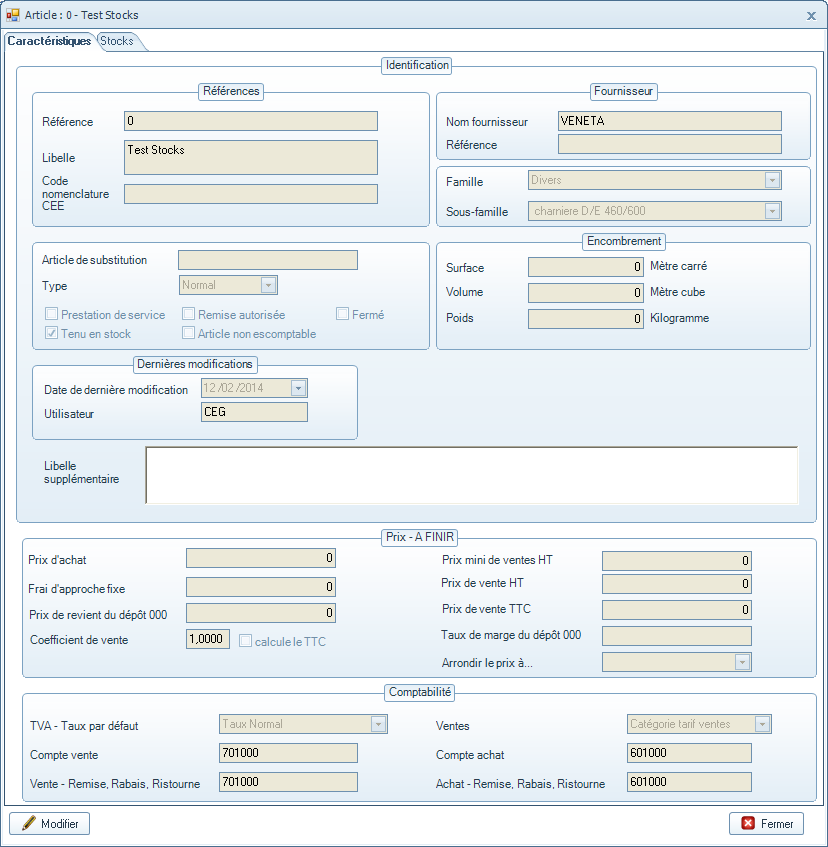 Article : 0 - Test Stocks
Caractéristiques Stocks
Identification
Références
Référence 0
Libelle Test Stocks
Code
nomenclature
CEE
Fournisseur
Nom fournisseur VENETA
Référence
Famille Divers
Sous-famille charniere D/E 460/600
Article de substitution
Type Normal
Prestation de service Remise autorisée Fermé
Tenu en stock Article non escomptable
Encombrement
Surface 0 Mètre carré
Volume 0 Mètre cube
Poids 0 Kilogramme
Dernières modifications
Date de dernière modification 12/02/2014
Utilisateur CEG
Libelle
supplémentaire
Prix - A FINIR
Prix d'achat 0
Frai d'approche fixe 0
Prix de revient du dépôt 000 0
Coefficient de vente 1,0000 calcule le TTC
Prix mini de ventes HT 0
Prix de vente HT 0
Prix de vente TTC 0
Taux de marge du dépôt 000
Arrondir le prix à...
Comptabilité
TVA - Taux par défaut Taux Normal
Compte vente 701000
Vente - Remise, Rabais, Ristourne 701000
Ventes Catégorie tarif ventes
Compte achat 601000
Achat - Remise, Rabais, Ristourne 601000
Modifier Fermer